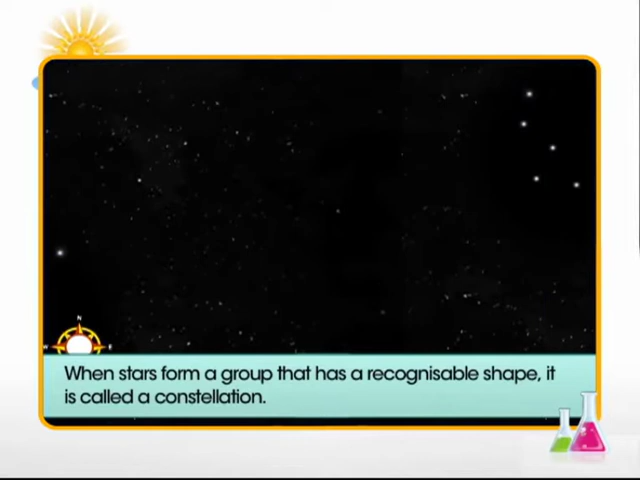 N
W E
When stars form a group that has a recognisable shape, it
is called a constellation.